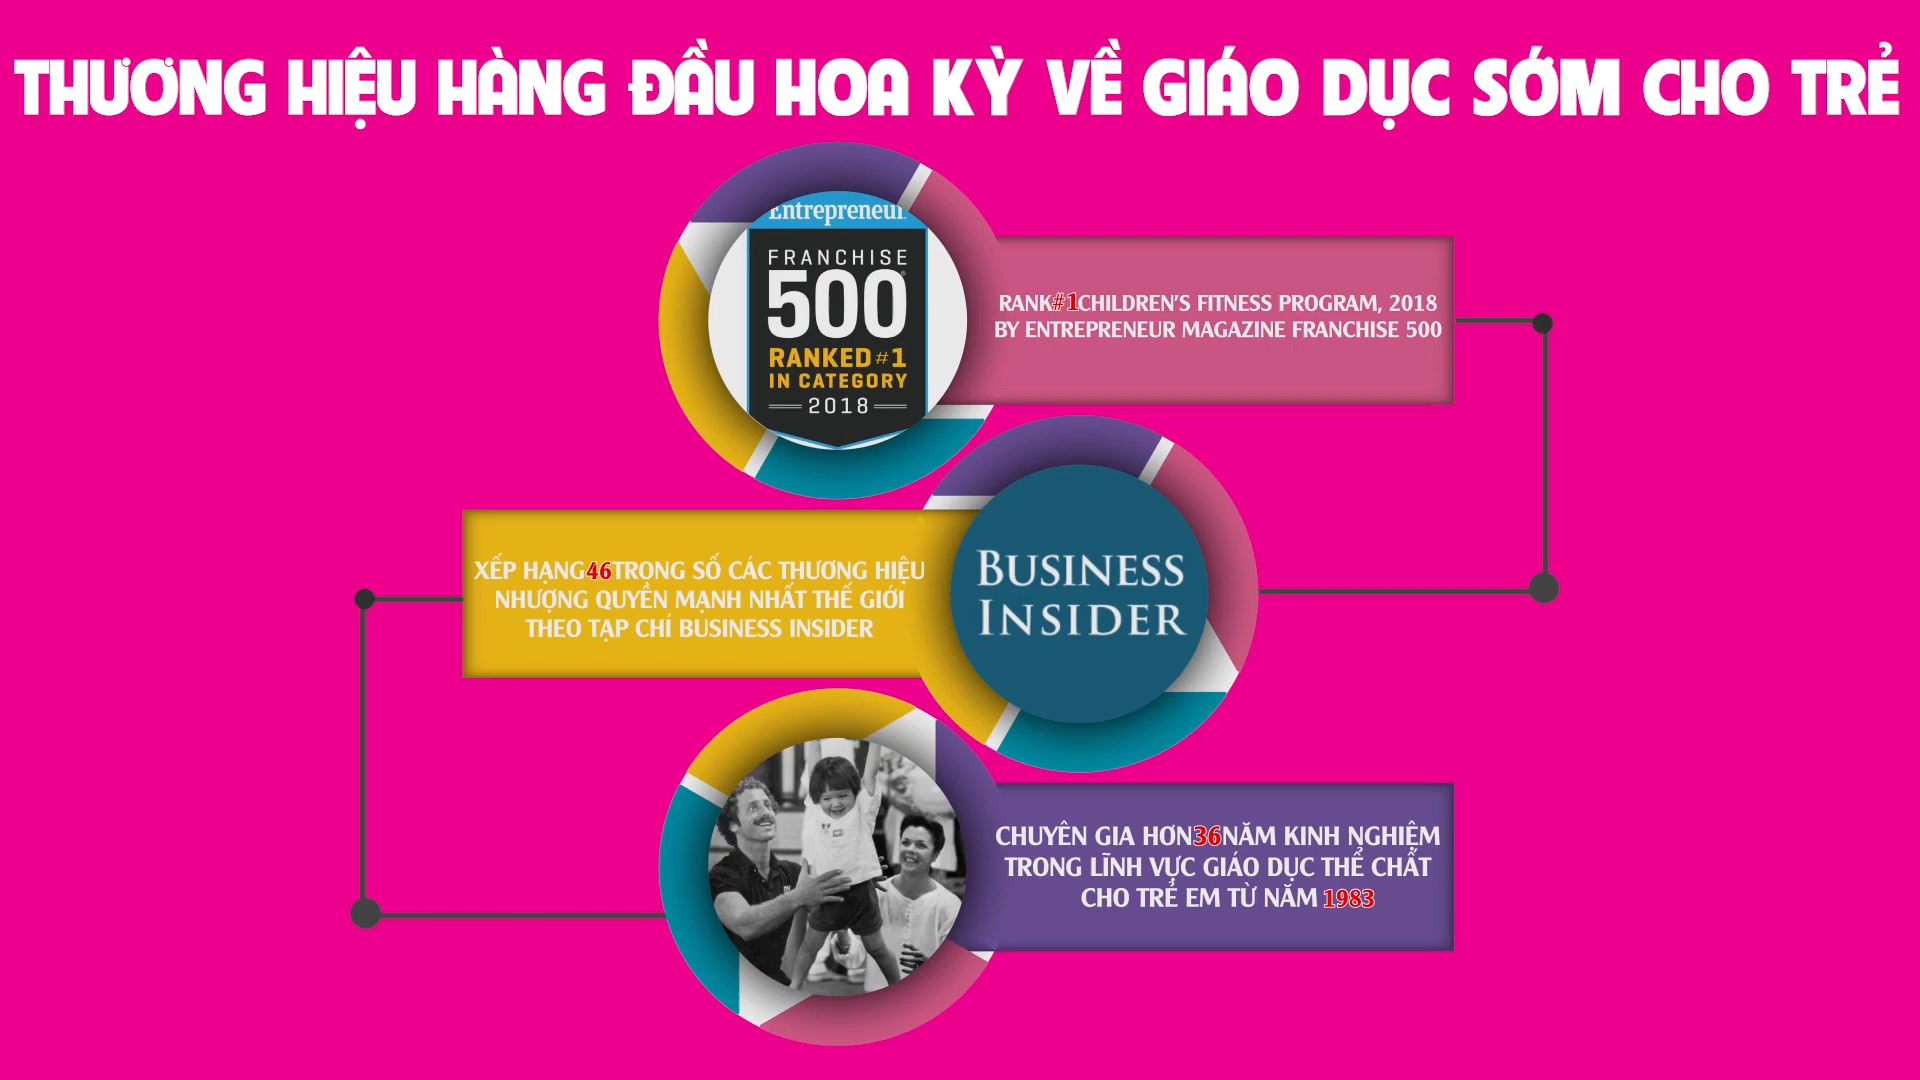 THƯƠNG HIỆU HÀNG ĐẦU HOA KỲ VỀ GIÁO DỤC SỚM CHO TRẺ
Entrepreneur
FRANCHISE
500®
RANKED #1
IN CATEGORY
2018
RANK#1CHILDREN'S FITNESS PROGRAM, 2018
BY ENTREPRENEUR MAGAZINE FRANCHISE 500
XẾP HẠNG46TRONG SỐ CÁC THƯƠNG HIỆU
NHƯỢNG QUYỀN MẠNH NHẤT THẾ GIỚI
THEO TẠP CHÍ BUSINESS INSIDER
BUSINESS
INSIDER
CHUYÊN GIA HƠN36NĂM KINH NGHIỆM
TRONG LĨNH VỰC GIÁO DỤC THỂ CHẤT
CHO TRẺ EM TỪ NĂM 1983